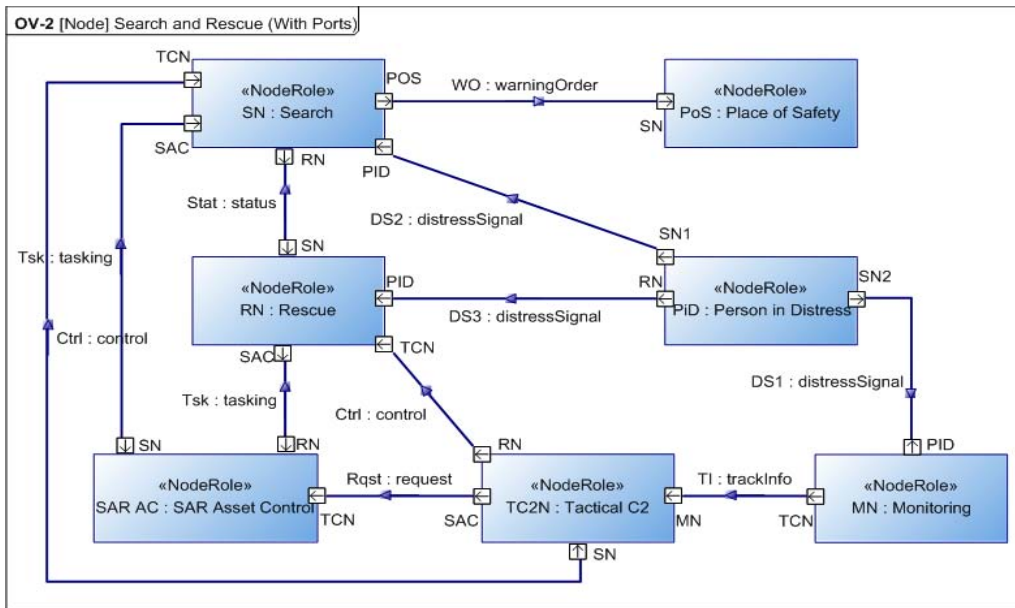 OV-2 [Node] Search and Rescue (With Ports)
TCN
«NodeRole»
SN : Search
POS
WO : warningOrder
«NodeRole»
PoS : Place of Safety
SN
SAC
RN
PID
Stat : status
DS2 : distressSignal
SN
SN1
Tsk : tasking
«NodeRole»
RN : Rescue
PID
RN
«NodeRole»
PiD : Person in Distress
SN2
DS3 : distressSignal
Ctrl : control
SAC
TCN
Tsk : tasking
Ctrl : control
DS1 : distressSignal
SN
RN
RN
PID
«NodeRole»
SAR AC : SAR Asset Control
Rqst : request
«NodeRole»
TC2N : Tactical C2
TI : trackInfo
«NodeRole»
MN : Monitoring
TCN
SAC
MN
TCN
SN